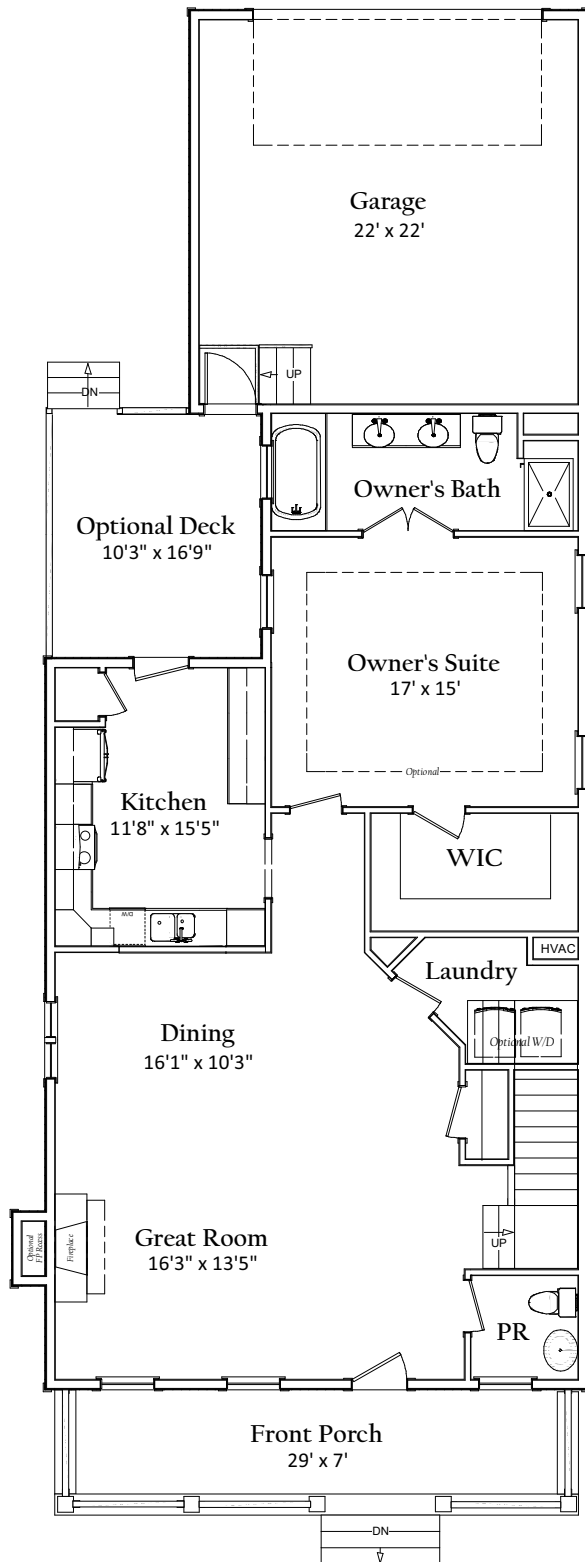 Garage
22' x 22'
UP
DN
Owner's Bath
Optional Deck
10'3" x 16'9"
Owner's Suite
17' x 15'
Optional
Kitchen
11'8" x 15'5"
WIC
D/W
HVAC
Laundry
Optional W/D
Dining
16'1" x 10'3"
Great Room
16'3" x 13'5"
Optional
FP Recess
Fireplace
UP
PR
Front Porch
29' x 7'
DN